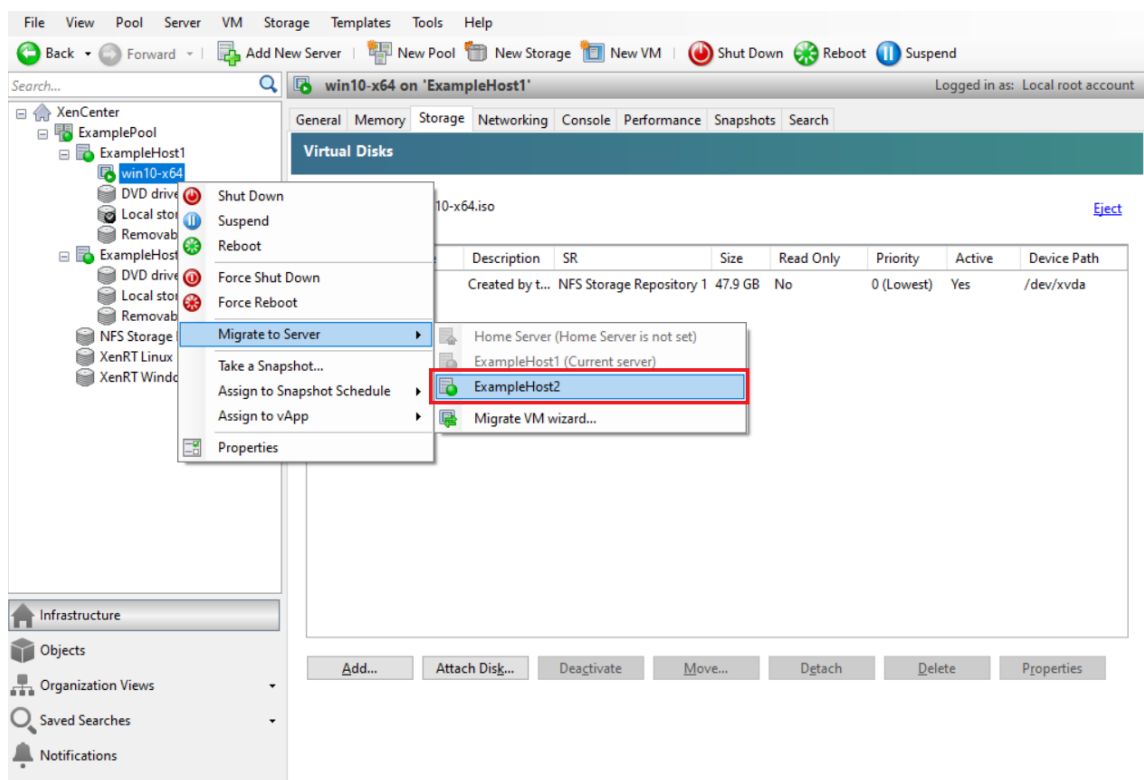 File View Pool Server VM Storage Templates Tools Help
Back Forward Add New Server New Pool New Storage New VM Shut Down Reboot Suspend
Search...
win10-x64 on 'ExampleHost1'
Logged in as: Local root account
XenCenter
ExamplePool
ExampleHost1
win10-x64
DVD drive
Local stor
Removab
ExampleHost
DVD drive
Local stor
Removab
NFS Storage
XenRT Linux
XenRT Windo
General Memory Storage Networking Console Performance Snapshots Search
Virtual Disks
10-x64.iso
Eject
Description SR Size Read Only Priority Active Device Path
Created by t... NFS Storage Repository 1 47.9 GB No 0 (Lowest) Yes /dev/xvda
Shut Down
Suspend
Reboot
Force Shut Down
Force Reboot
Migrate to Server
Take a Snapshot...
Assign to Snapshot Schedule
Assign to vApp
Properties
Home Server (Home Server is not set)
ExampleHost1 (Current server)
ExampleHost2
Migrate VM wizard...
Infrastructure
Objects
Organization Views
Saved Searches
Notifications
Add... Attach Disk... Deactivate Move... Detach Delete Properties